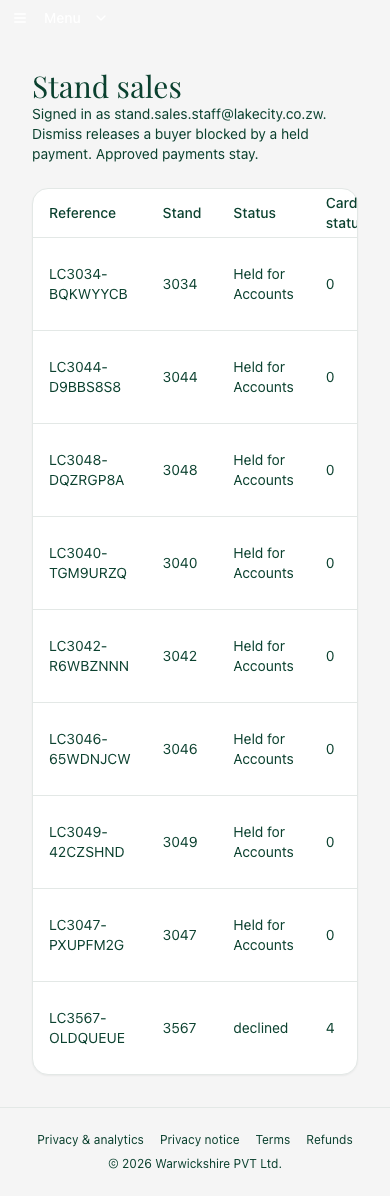 Menu
Stand sales
Signed in as stand.sales.staff@lakecity.co.zw.
Dismiss releases a buyer blocked by a held
payment. Approved payments stay.
Reference Stand Status Card
statu
LC3034-
BQKWYYCB 3034 Held for
Accounts 0
LC3044-
D9BBS8S8 3044 Held for
Accounts 0
LC3048-
DQZRGP8A 3048 Held for
Accounts 0
LC3040-
TGM9URZQ 3040 Held for
Accounts 0
LC3042-
R6WBZNNN 3042 Held for
Accounts 0
LC3046-
65WDNJCW 3046 Held for
Accounts 0
LC3049-
42CZSHND 3049 Held for
Accounts 0
LC3047-
PXUPFM2G 3047 Held for
Accounts 0
LC3567-
OLDQUEUE 3567 declined 4
Privacy & analytics Privacy notice Terms Refunds
© 2026 Warwickshire PVT Ltd.